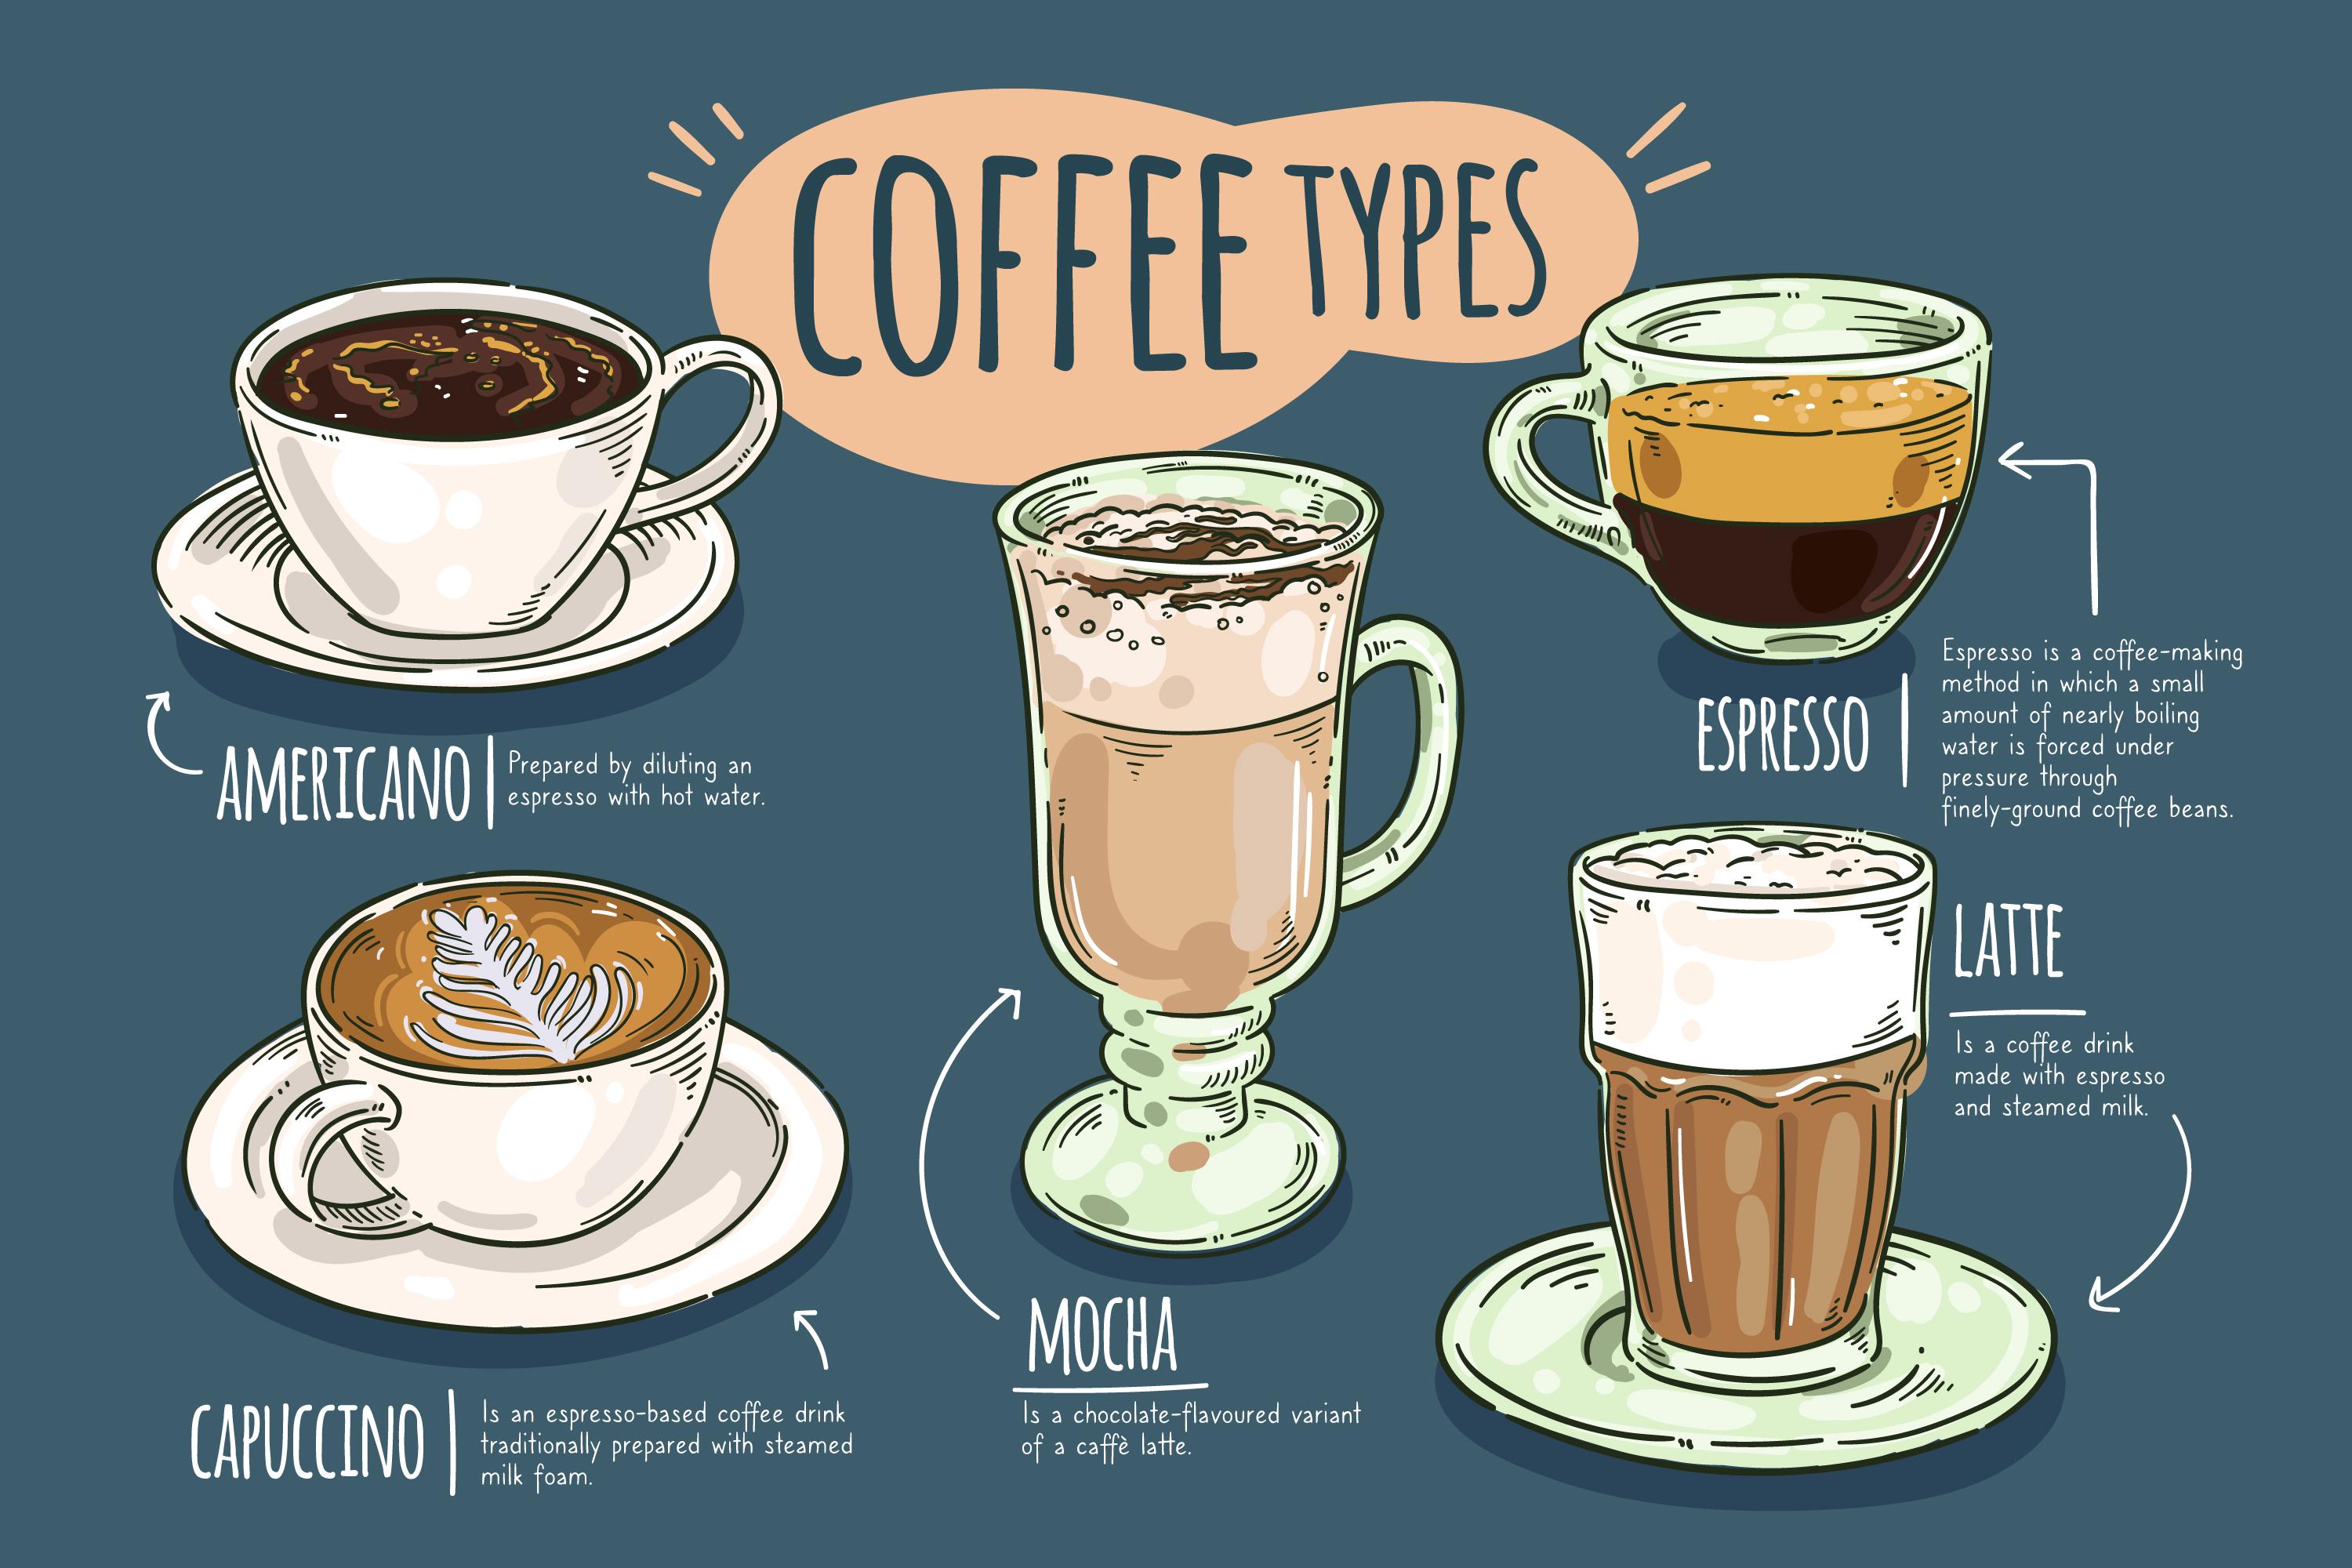 COFFEE TYPES
AMERICANO
Prepared by diluting an
espresso with hot water.
ESPRESSO
Espresso is a coffee-making
method in which a small
amount of nearly boiling
water is forced under
pressure through
finely-ground coffee beans.
CAPUCCINO
Is an espresso-based coffee drink
traditionally prepared with steamed
milk foam.
MOCHA
Is a chocolate-flavoured variant
of a caffè latte.
LATTE
Is a coffee drink
made with espresso
and steamed milk.